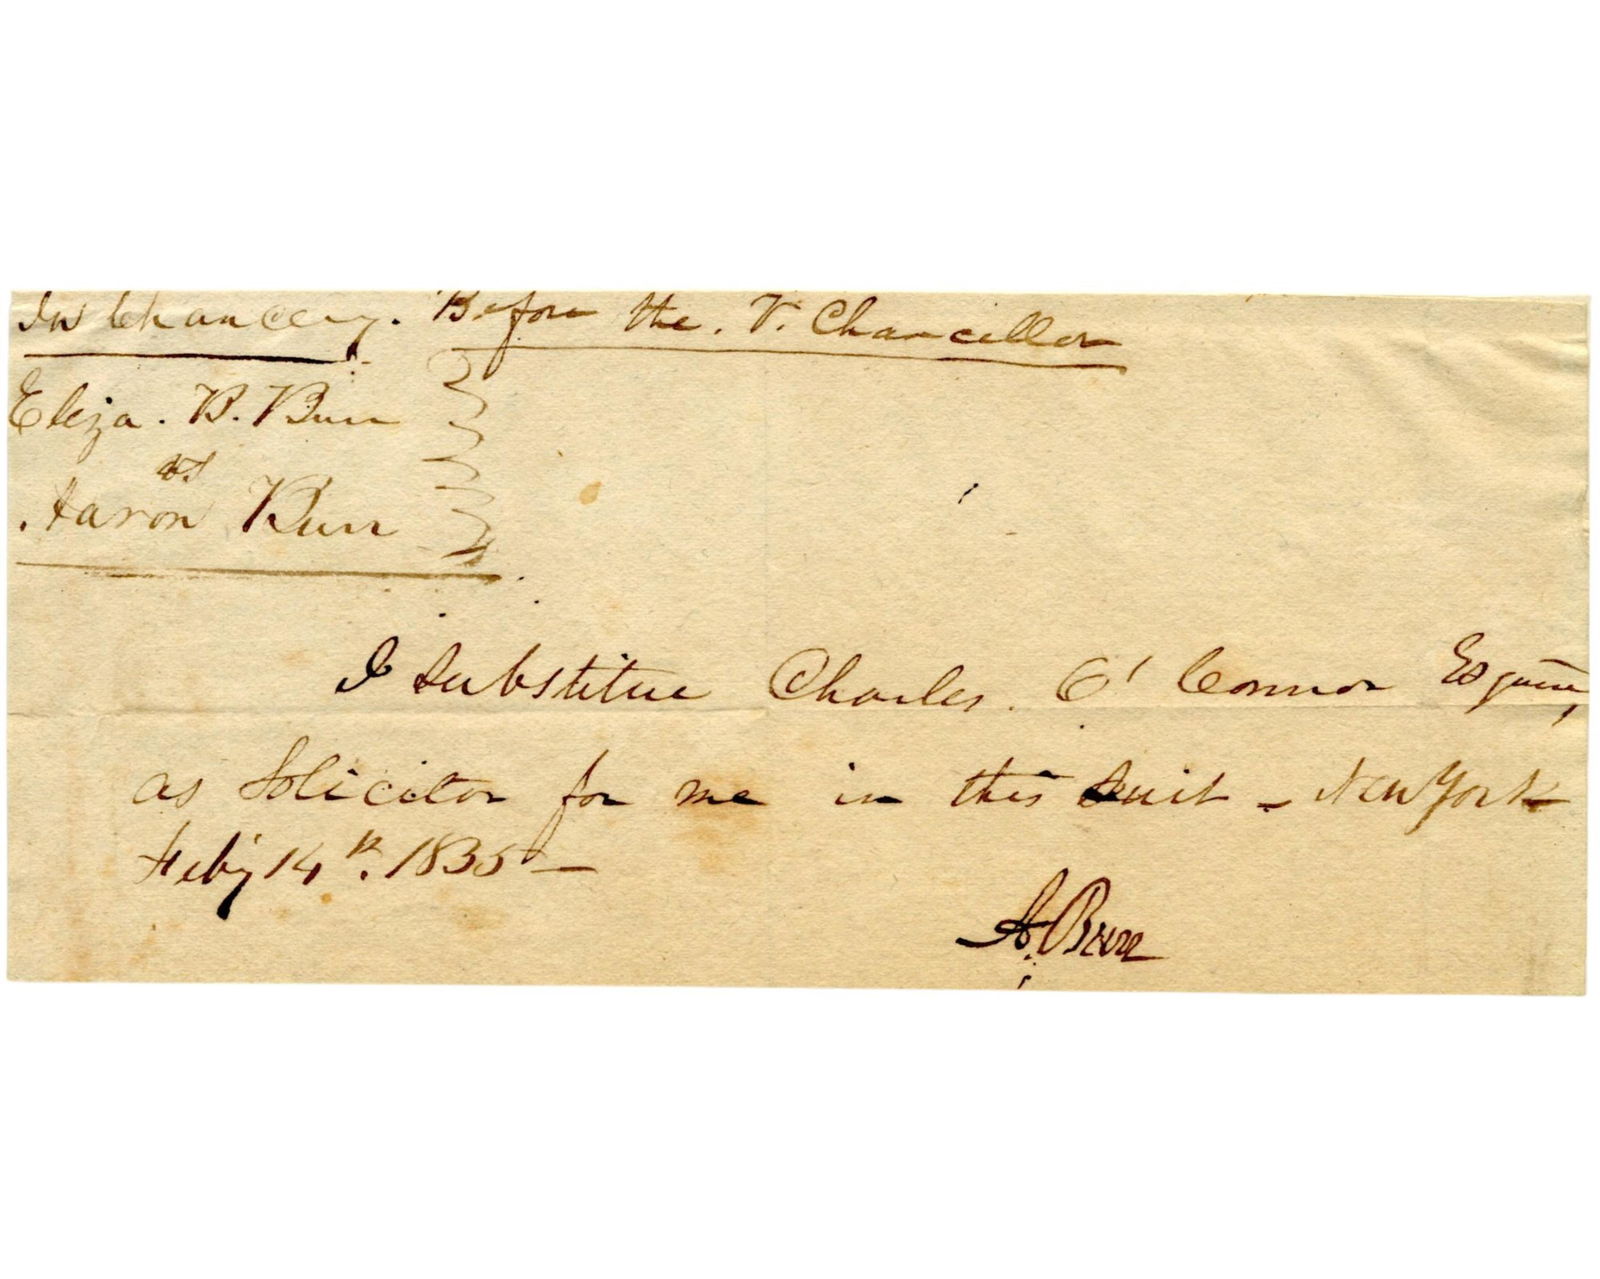 In Chancery. Before the. V. Chancellor
Eliza. B. Burr
vs
Aaron Burr
I substitue Charles. O' Connor Esquire,
as Solicitor for me in this Suit - New York
Feby 14th. 1835 -
A. Burr